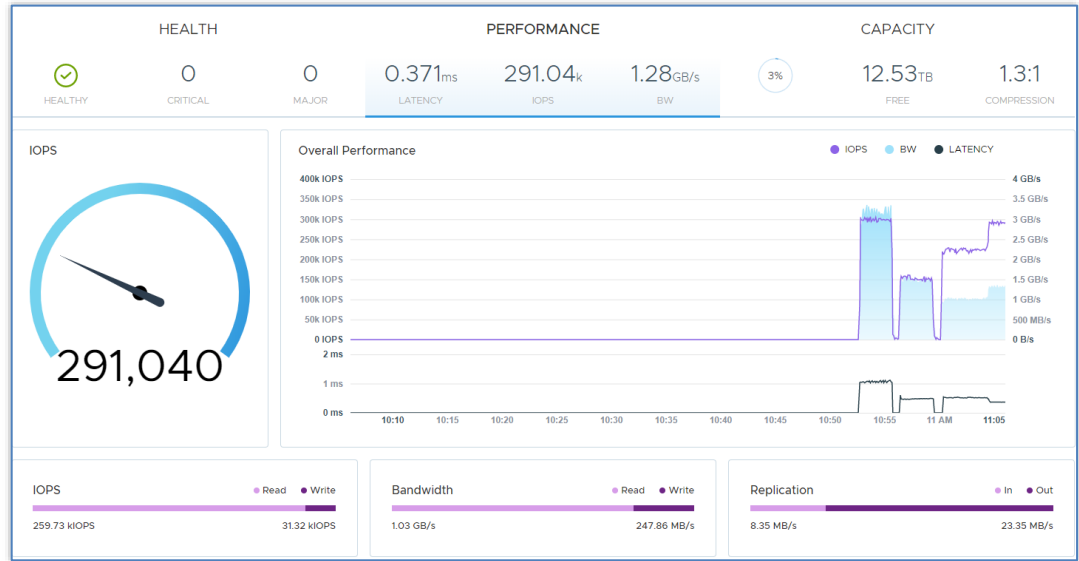 HEALTH PERFORMANCE CAPACITY
0 0 0.371ms 291.04k 1.28GB/s 3% 12.53TB 1.3:1
HEALTHY CRITICAL MAJOR LATENCY IOPS BW FREE COMPRESSION
IOPS
291,040
Overall Performance
IOPS BW LATENCY
400k IOPS 4 GB/s
350k IOPS 3.5 GB/s
300k IOPS 3 GB/s
250k IOPS 2.5 GB/s
200k IOPS 2 GB/s
150k IOPS 1.5 GB/s
100k IOPS 1 GB/s
50k IOPS 500 MB/s
0 IOPS 0 B/s
2 ms
1 ms
0 ms
10:10 10:15 10:20 10:25 10:30 10:35 10:40 10:45 10:50 10:55 11 AM 11:05
IOPS Read Write
259.73 kIOPS 31.32 kIOPS
Bandwidth Read Write
1.03 GB/s 247.86 MB/s
Replication In Out
8.35 MB/s 23.35 MB/s